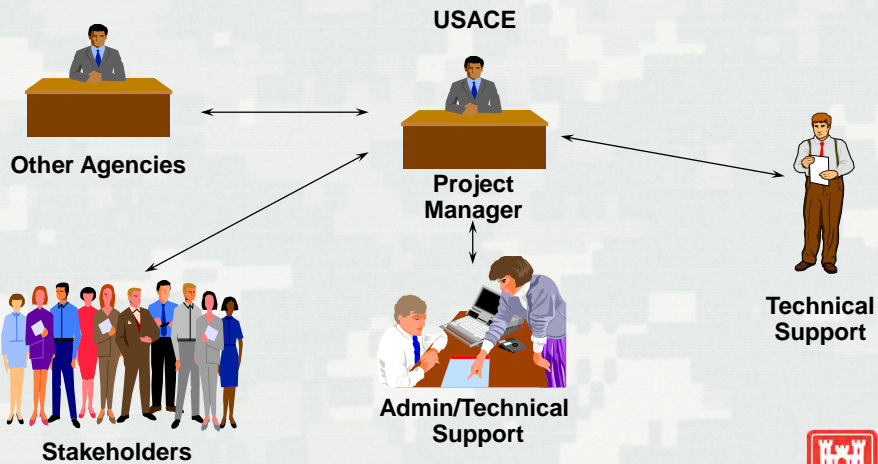 USACE
Other Agencies
Project
Manager
Technical
Support
Admin/Technical
Support
Stakeholders